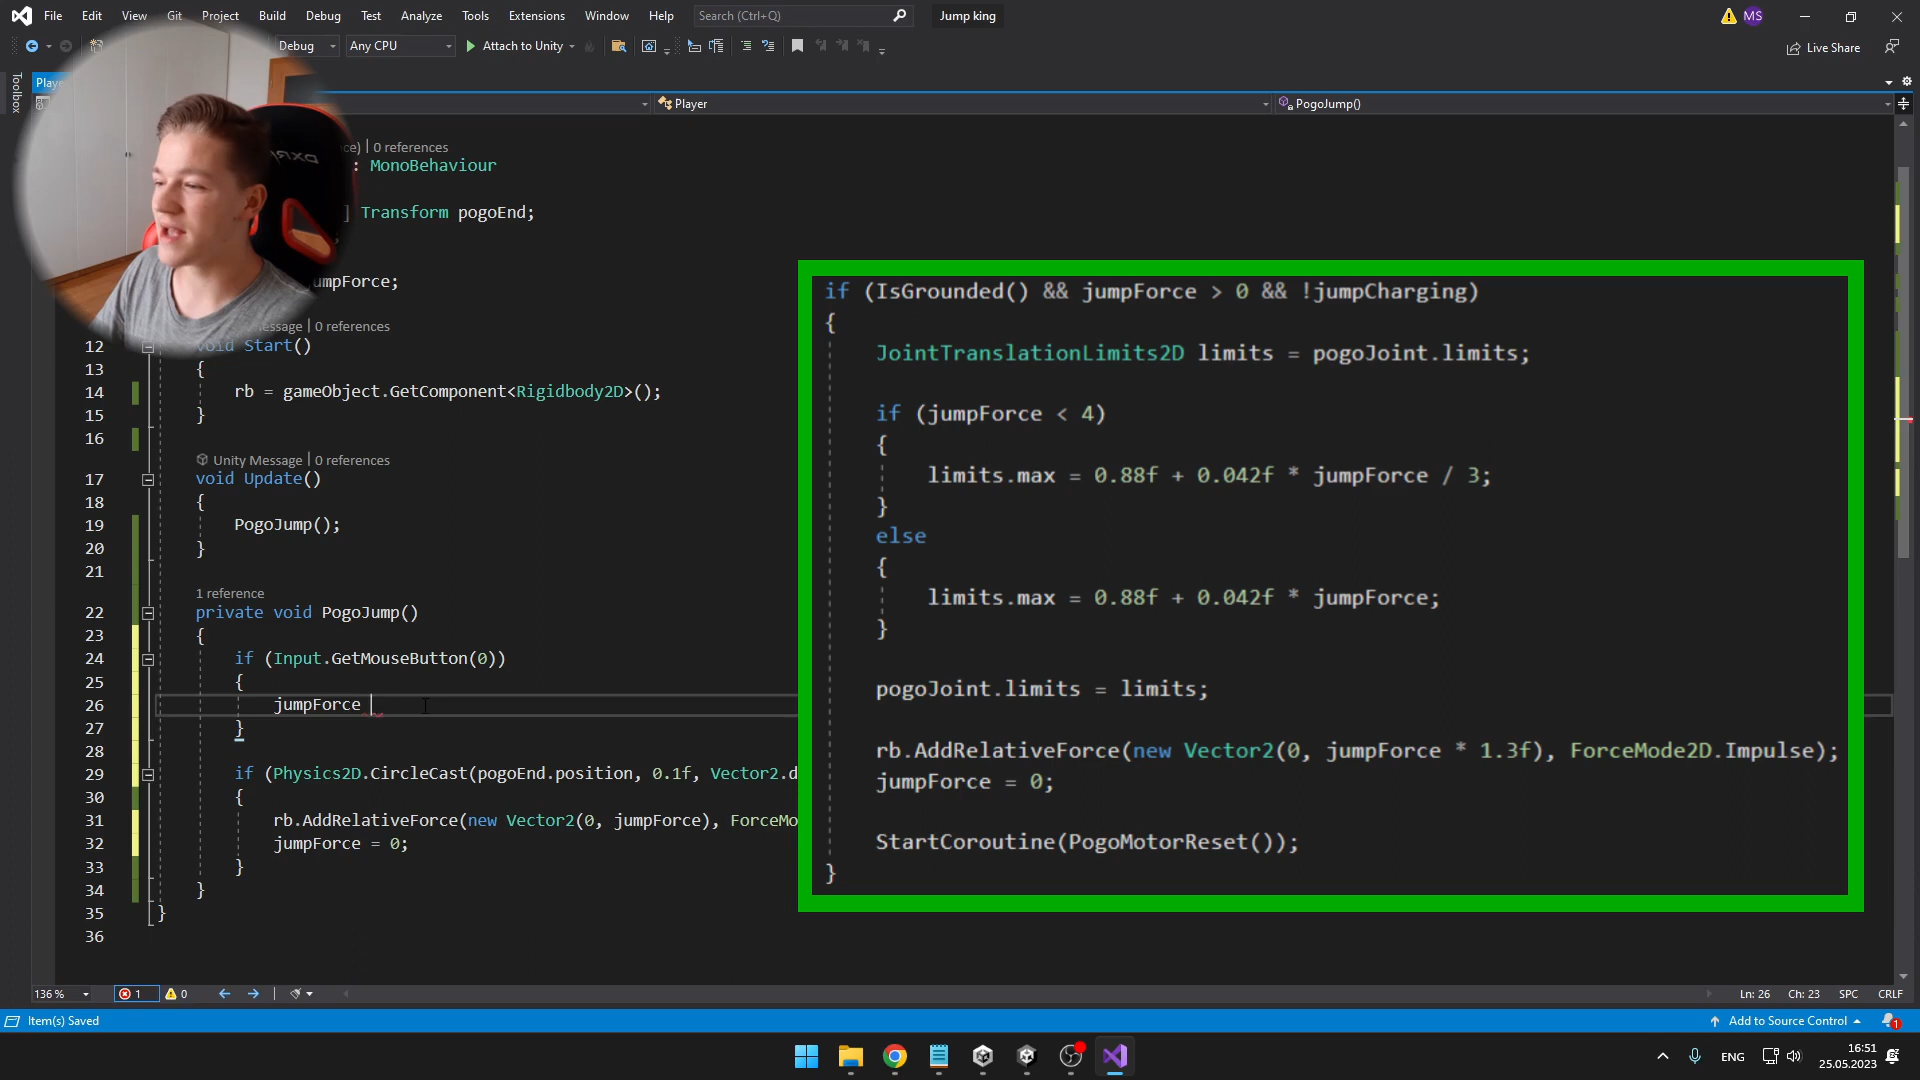 File Edit View Git Project Build Debug Test Analyze Tools Extensions Window Help Search (Ctrl+Q) Jump king MS
Debug Any CPU Attach to Unity Live Share
Toolbox
Player PogoJump()
0 references
: MonoBehaviour
] Transform pogoEnd;
jumpForce;
0 references
12 void Start()
13 {
14 rb = gameObject.GetComponent<Rigidbody2D>();
15 }
16
Unity Message | 0 references
17 void Update()
18 {
19 PogoJump();
20 }
21
1 reference
22 private void PogoJump()
23 {
24 if (Input.GetMouseButton(0))
25 {
26 jumpForce
27 }
28
29 if (Physics2D.CircleCast(pogoEnd.position, 0.1f, Vector2.d
30 {
31 rb.AddRelativeForce(new Vector2(0, jumpForce), ForceMo
32 jumpForce = 0;
33 }
34 }
35 }
36
if (IsGrounded() && jumpForce > 0 && !jumpCharging)
{
JointTranslationLimits2D limits = pogoJoint.limits;
if (jumpForce < 4)
{
limits.max = 0.88f + 0.042f * jumpForce / 3;
}
else
{
limits.max = 0.88f + 0.042f * jumpForce;
}
pogoJoint.limits = limits;
rb.AddRelativeForce(new Vector2(0, jumpForce * 1.3f), ForceMode2D.Impulse);
jumpForce = 0;
StartCoroutine(PogoMotorReset());
}
136 % 1 0 Ln: 26 Ch: 23 SPC CRLF
Item(s) Saved Add to Source Control 1
ENG 16:51
25.05.2023